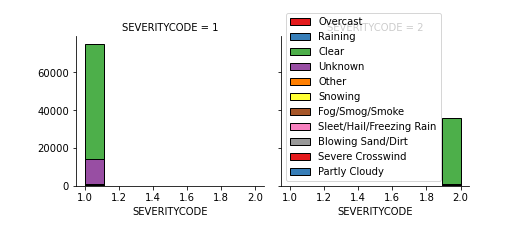 SEVERITYCODE = 1
SEVERITYCODE = 2
60000
40000
20000
0
1.0 1.2 1.4 1.6 1.8 2.0
SEVERITYCODE
Overcast
Raining
Clear
Unknown
Other
Snowing
Fog/Smog/Smoke
Sleet/Hail/Freezing Rain
Blowing Sand/Dirt
Severe Crosswind
Partly Cloudy
1.0 1.2 1.4 1.6 1.8 2.0
SEVERITYCODE